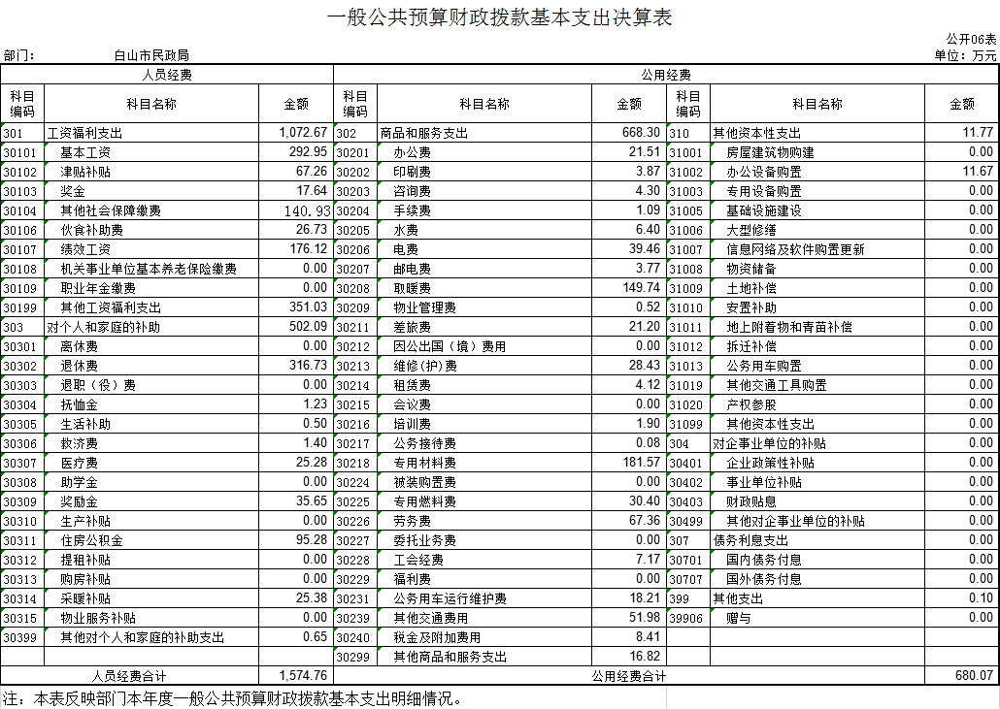 一般公共预算财政拨款基本支出决算表
公开06表
部门： 白山市民政局 单位：万元
人员经费 公用经费
科目编码 科目名称 金额 科目编码 科目名称 金额 科目编码 科目名称 金额
301 工资福利支出 1,072.67 302 商品和服务支出 668.30 310 其他资本性支出 11.77
30101 基本工资 292.95 30201 办公费 21.51 31001 房屋建筑物购建 0.00
30102 津贴补贴 67.26 30202 印刷费 3.87 31002 办公设备购置 11.67
30103 奖金 17.64 30203 咨询费 4.30 31003 专用设备购置 0.00
30104 其他社会保障缴费 140.93 30204 手续费 1.09 31005 基础设施建设 0.00
30106 伙食补助费 26.73 30205 水费 6.40 31006 大型修缮 0.00
30107 绩效工资 176.12 30206 电费 39.46 31007 信息网络及软件购置更新 0.00
30108 机关事业单位基本养老保险缴费 0.00 30207 邮电费 3.77 31008 物资储备 0.00
30109 职业年金缴费 0.00 30208 取暖费 149.74 31009 土地补偿 0.00
30199 其他工资福利支出 351.03 30209 物业管理费 0.52 31010 安置补助 0.00
303 对个人和家庭的补助 502.09 30211 差旅费 21.20 31011 地上附着物和青苗补偿 0.00
30301 离休费 0.00 30212 因公出国（境）费用 0.00 31012 拆迁补偿 0.00
30302 退休费 316.73 30213 维修(护)费 28.43 31013 公务用车购置 0.00
30303 退职（役）费 0.00 30214 租赁费 4.12 31019 其他交通工具购置 0.00
30304 抚恤金 1.23 30215 会议费 0.00 31020 产权参股 0.00
30305 生活补助 0.50 30216 培训费 1.90 31099 其他资本性支出 0.00
30306 救济费 1.40 30217 公务接待费 0.08 304 对企事业单位的补贴 0.00
30307 医疗费 25.28 30218 专用材料费 181.57 30401 企业政策性补贴 0.00
30308 助学金 0.00 30224 被装购置费 0.00 30402 事业单位补贴 0.00
30309 奖励金 35.65 30225 专用燃料费 30.40 30403 财政贴息 0.00
30310 生产补贴 0.00 30226 劳务费 67.36 30499 其他对企事业单位的补贴 0.00
30311 住房公积金 95.28 30227 委托业务费 0.00 307 债务利息支出 0.00
30312 提租补贴 0.00 30228 工会经费 7.17 30701 国内债务付息 0.00
30313 购房补贴 0.00 30229 福利费 0.00 30707 国外债务付息 0.00
30314 采暖补贴 25.38 30231 公务用车运行维护费 18.21 399 其他支出 0.10
30315 物业服务补贴 0.00 30239 其他交通费用 51.98 39906 赠与 0.00
30399 其他对个人和家庭的补助支出 0.65 30240 税金及附加费用 8.41
30299 其他商品和服务支出 16.82
人员经费合计 1,574.76 公用经费合计 680.07
注：本表反映部门本年度一般公共预算财政拨款基本支出明细情况。